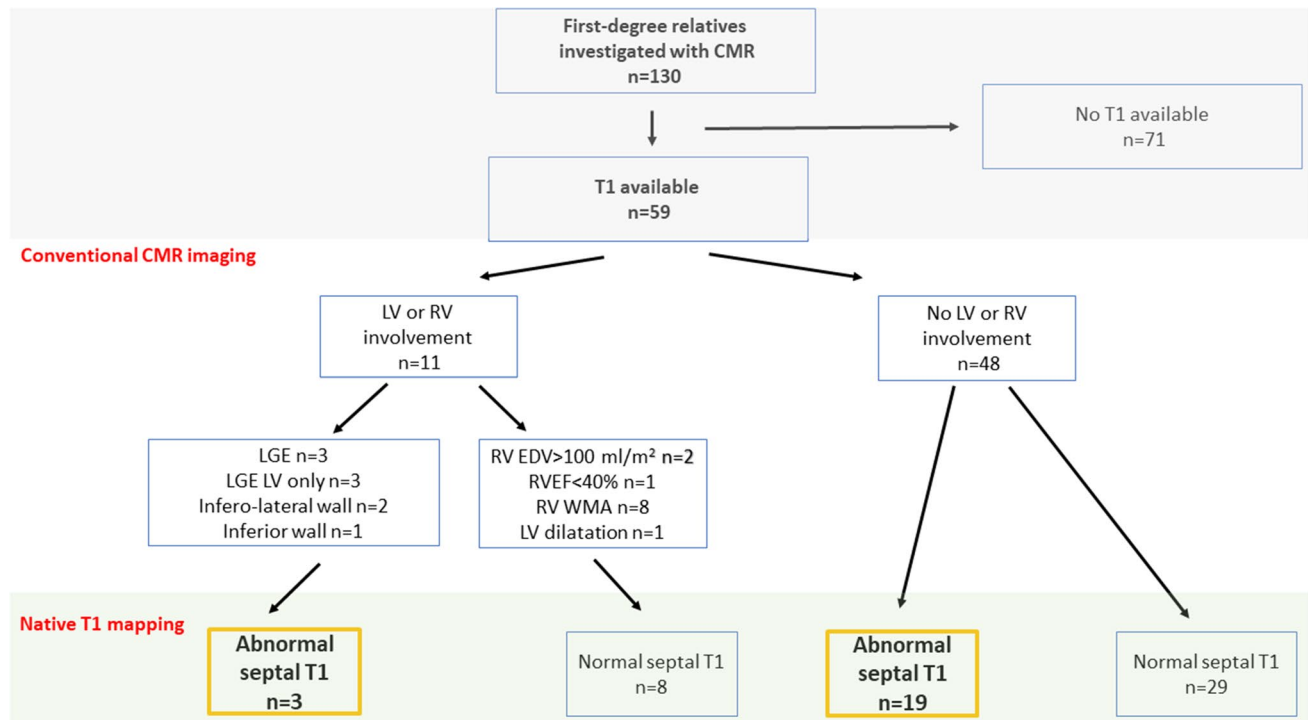 First-degree relatives
investigated with CMR
n=130
No T1 available
n=71
T1 available
n=59
Conventional CMR imaging
LV or RV
involvement
n=11
No LV or RV
involvement
n=48
LGE n=3
LGE LV only n=3
Infero-lateral wall n=2
Inferior wall n=1
RV EDV>100 ml/m² n=2
RVEF<40% n=1
RV WMA n=8
LV dilatation n=1
Native T1 mapping
Abnormal
septal T1
n=3
Normal septal T1
n=8
Abnormal
septal T1
n=19
Normal septal T1
n=29